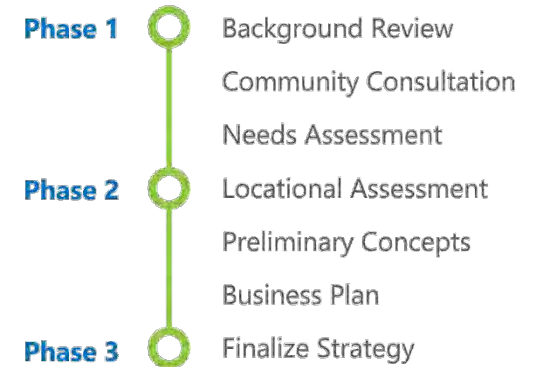 Phase 1 Background Review
Community Consultation
Needs Assessment
Phase 2 Locational Assessment
Preliminary Concepts
Business Plan
Phase 3 Finalize Strategy